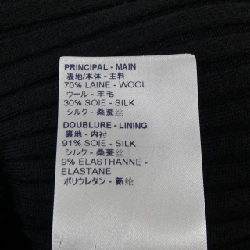 PRINCIPAL - MAIN
表地/本体 - 主料
70% LAINE - WOOL
ウール - 羊毛
30% SOIE - SILK
シルク - 桑蚕丝
DOUBLURE - LINING
裏地 - 内衬
91% SOIE - SILK
シルク - 桑蚕丝
9% ELASTHANNE -
ELASTANE
ポリウレタン - 氨纶